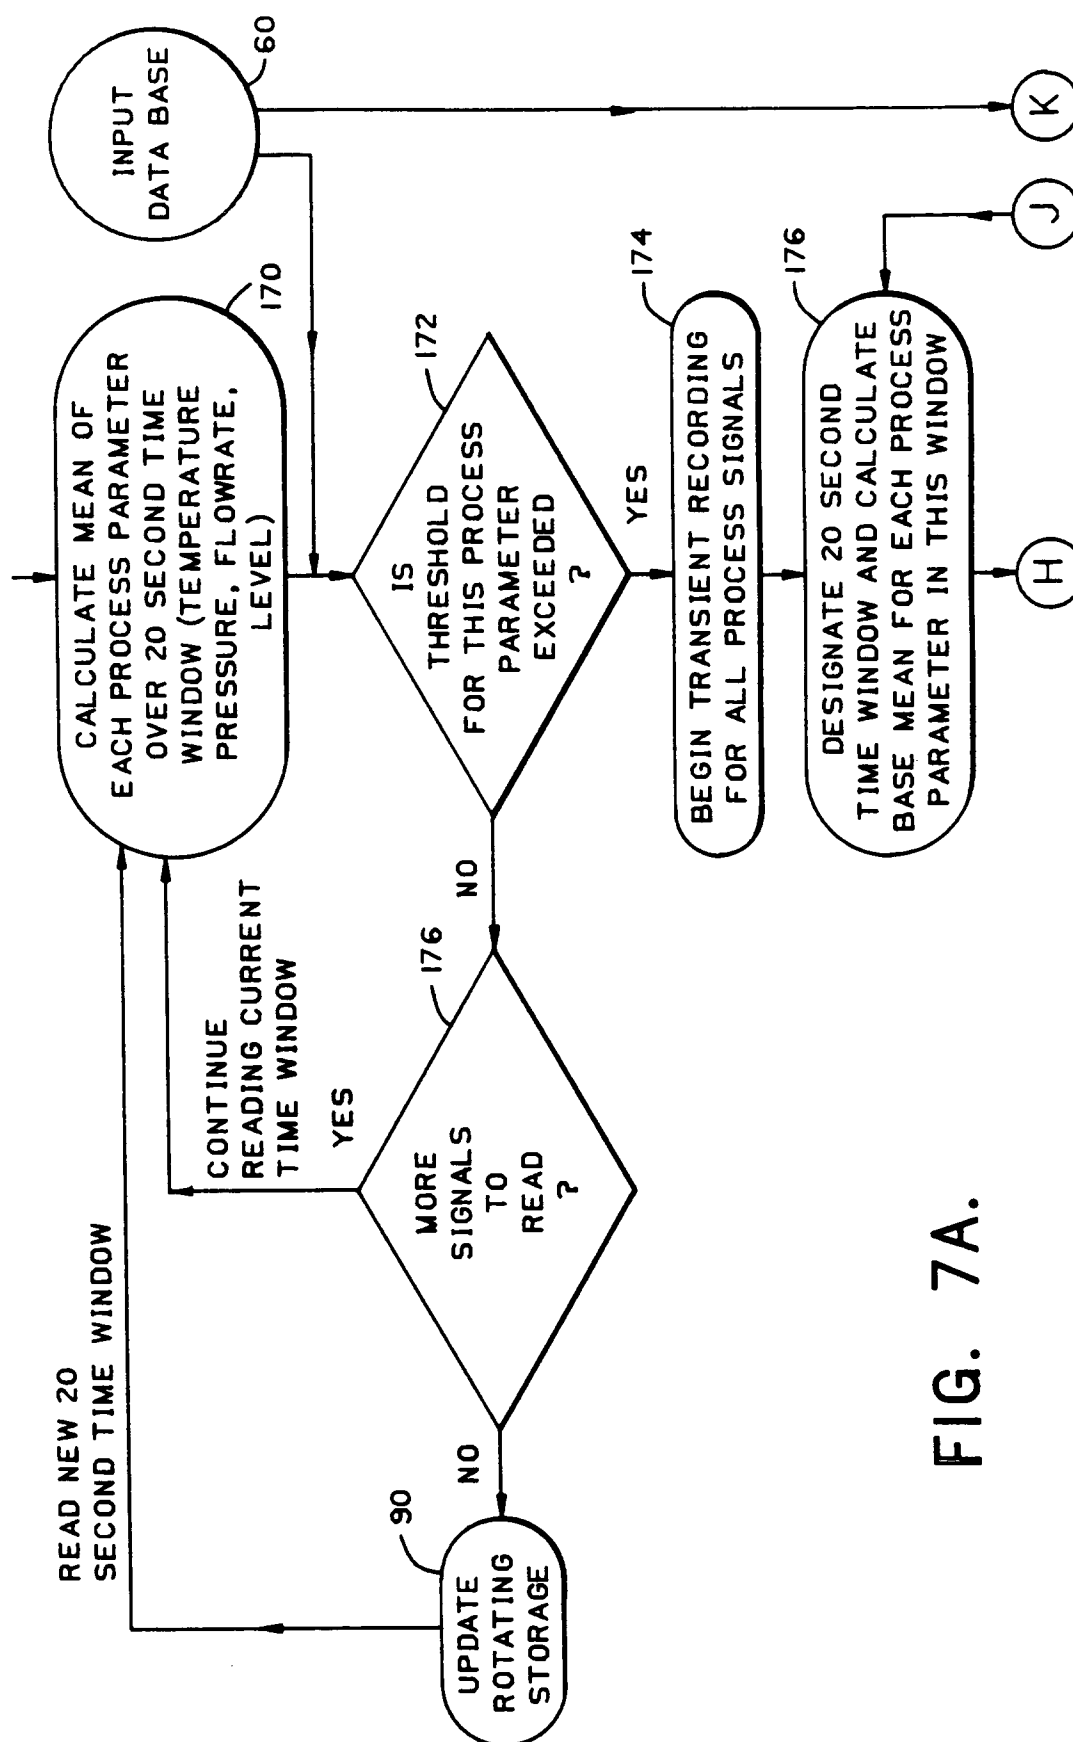 INPUT
DATA BASE
60
CALCULATE MEAN OF
EACH PROCESS PARAMETER
OVER 20 SECOND TIME
WINDOW (TEMPERATURE
PRESSURE, FLOWRATE,
LEVEL)
170
IS
THRESHOLD
FOR THIS PROCESS
PARAMETER
EXCEEDED
?
172
YES
NO
BEGIN TRANSIENT RECORDING
FOR ALL PROCESS SIGNALS
174
DESIGNATE 20 SECOND
TIME WINDOW AND CALCULATE
BASE MEAN FOR EACH PROCESS
PARAMETER IN THIS WINDOW
176
K
J
H
MORE
SIGNALS
TO
READ
?
176
YES
CONTINUE
READING CURRENT
TIME WINDOW
NO
UPDATE
ROTATING
STORAGE
90
READ NEW 20
SECOND TIME WINDOW
FIG. 7A.